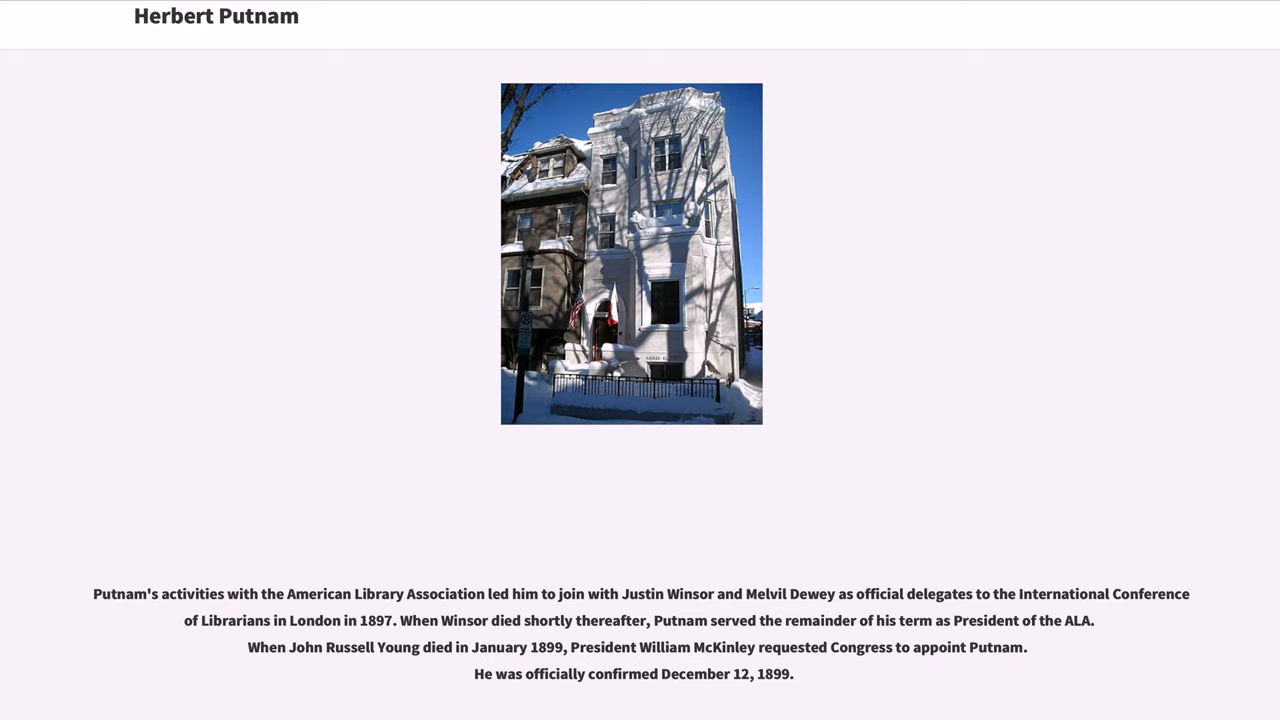 Herbert Putnam
Putnam's activities with the American Library Association led him to join with Justin Winsor and Melvil Dewey as official delegates to the International Conference
of Librarians in London in 1897. When Winsor died shortly thereafter, Putnam served the remainder of his term as President of the ALA.
When John Russell Young died in January 1899, President William McKinley requested Congress to appoint Putnam.
He was officially confirmed December 12, 1899.